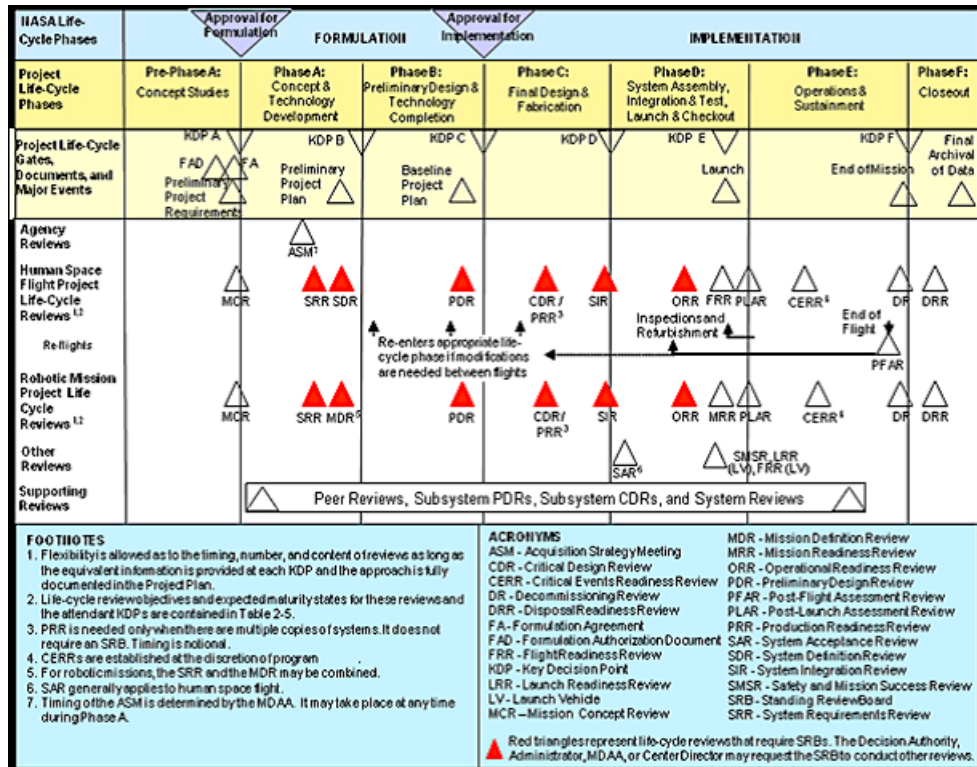 NASA Life-
Cycle Phases
Approval for
Formulation
FORMULATION
Approval for
Implementation
IMPLEMENTATION
Project
Life-Cycle
Phases
Pre-Phase A:
Concept Studies
Phase A:
Concept &
Technology
Development
Phase B:
Preliminary Design &
Technology
Completion
Phase C:
Final Design &
Fabrication
Phase D:
System Assembly,
Integration & Test,
Launch & Checkout
Phase E:
Operations &
Sustainment
Phase F:
Closeout
Project Life-Cycle
Gates,
Documents, and
Major Events
KDP A
FAD
FA
Preliminary
Project
Requirements
KDP B
Preliminary
Project
Plan
KDP C
Baseline
Project Plan
KDP D
KDP E
Launch
KDP F
End of Mission
Final
Archival
of Data
Agency
Reviews
ASM7
Human Space
Flight Project
Life-Cycle
Reviews 1,2
MCR
SRR SDR
PDR
CDR /
PRR3
SIR
ORR
FRR PLAR
CERR4
DR
DRR
Re-flights
Re-enters appropriate life-
cycle phase if modifications
are needed between flights
Inspections and
Refurbishment
End of
Flight
PFAR
Robotic Mission
Project Life
Cycle
Reviews 1,2
MCR
SRR MDR5
PDR
CDR/
PRR3
SIR
ORR
MRR PLAR
CERR4
DR
DRR
Other
Reviews
SAR6
SMSR, LRR
(LV), FRR (LV)
Supporting
Reviews
Peer Reviews, Subsystem PDRs, Subsystem CDRs, and System Reviews
FOOTNOTES
1. Flexibility is allowed as to the timing, number, and content of reviews as long as
the equivalent information is provided at each KDP and the approach is fully
documented in the Project Plan.
2. Life-cycle review objectives and expected maturity states for these reviews and
the attendant KDPs are contained in Table 2-5.
3. PRR is needed only when there are multiple copies of systems. It does not
require an SRB. Timing is notional.
4. CERRs are established at the discretion of program
5. For robotic missions, the SRR and the MDR may be combined.
6. SAR generally applies to human space flight.
7. Timing of the ASM is determined by the MDAA. It may take place at any time
during Phase A.
ACRONYMS
ASM - Acquisition Strategy Meeting
CDR - Critical Design Review
CERR - Critical Events Readiness Review
DR - Decommissioning Review
DRR - Disposal Readiness Review
FA - Formulation Agreement
FAD - Formulation Authorization Document
FRR - Flight Readiness Review
KDP - Key Decision Point
LRR - Launch Readiness Review
LV - Launch Vehicle
MCR – Mission Concept Review
MDR - Mission Definition Review
MRR - Mission Readiness Review
ORR - Operational Readiness Review
PDR - Preliminary Design Review
PFAR - Post-Flight Assessment Review
PLAR - Post-Launch Assessment Review
PRR - Production Readiness Review
SAR - System Acceptance Review
SDR - System Definition Review
SIR - System Integration Review
SMSR - Safety and Mission Success Review
SRB - Standing Review Board
SRR - System Requirements Review
Red triangles represent life-cycle reviews that require SRBs. The Decision Authority,
Administrator, MDAA, or Center Director may request the SRB to conduct other reviews.